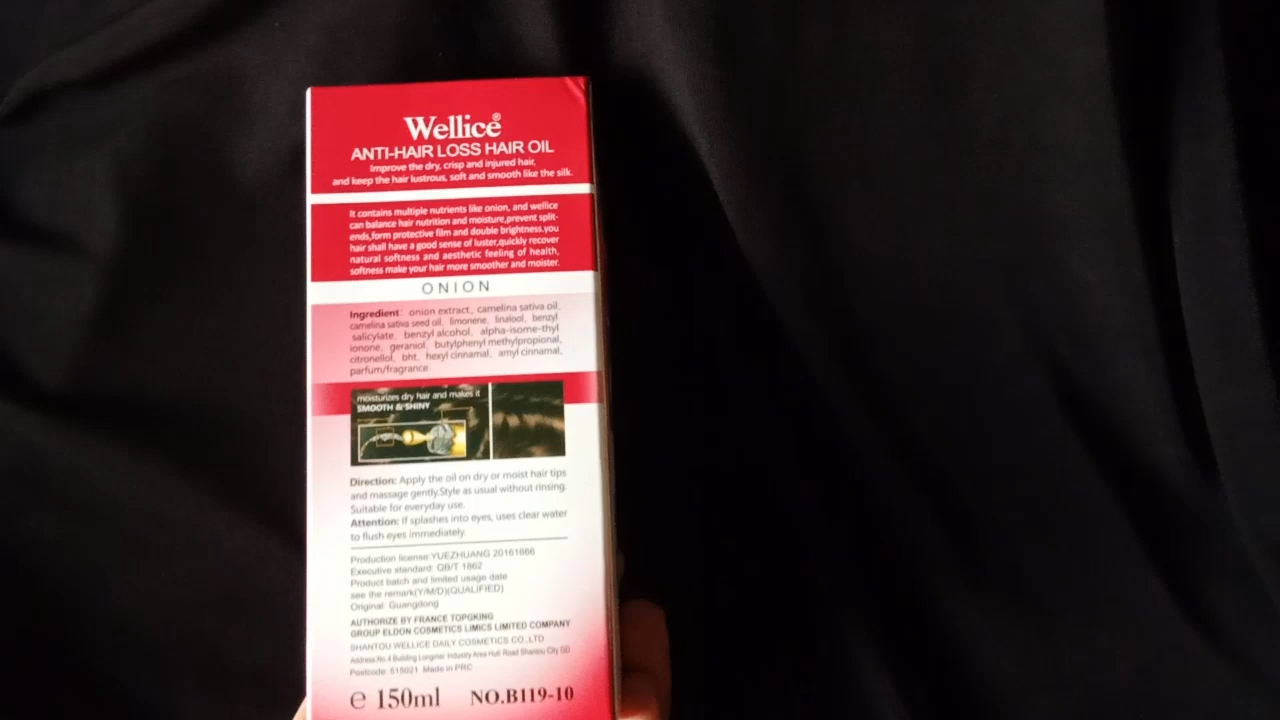 Wellice®
ANTI-HAIR LOSS HAIR OIL
Improve the dry, crisp and injured hair,
and keep the hair lustrous, soft and smooth like the silk.
It contains multiple nutrients like onion, and wellice
can balance hair nutrition and moisture,prevent split-
ends,form protective film and double brightness.you
hair shall have a good sense of luster,quickly recover
natural softness and aesthetic feeling of health,
softness make your hair more smoother and moister.
ONION
Ingredient: onion extract, camelina sativa oil,
camelina sativa seed oil, limonene, linalool, benzyl
salicylate, benzyl alcohol, alpha-isome-thyl
ionone, geraniol, butylphenyl methylpropional,
citronellol, bht, hexyl cinnamal, amyl cinnamal,
parfum/fragrance
moisturizes dry hair and makes it
SMOOTH & SHINY
Direction: Apply the oil on dry or moist hair tips
and massage gently.Style as usual without rinsing.
Suitable for everyday use.
Attention: if splashes into eyes, uses clear water
to flush eyes immediately.
Production license:YUEZHUANG 20161666
Executive standard: QB/T 1862
Product batch and limited usage date
see the remark(Y/M/D)(QUALIFIED)
Original: Guangdong
AUTHORIZE BY FRANCE TOPGKING
GROUP ELDON COSMETICS LIMICS LIMITED COMPANY
SHANTOU WELLICE DAILY COSMETICS CO.,LTD
Address:No.4 Building Longmei Industry Area Huti Road Shantou City GD
Postcode: 515021 Made in PRC
e 150ml NO.B119-10